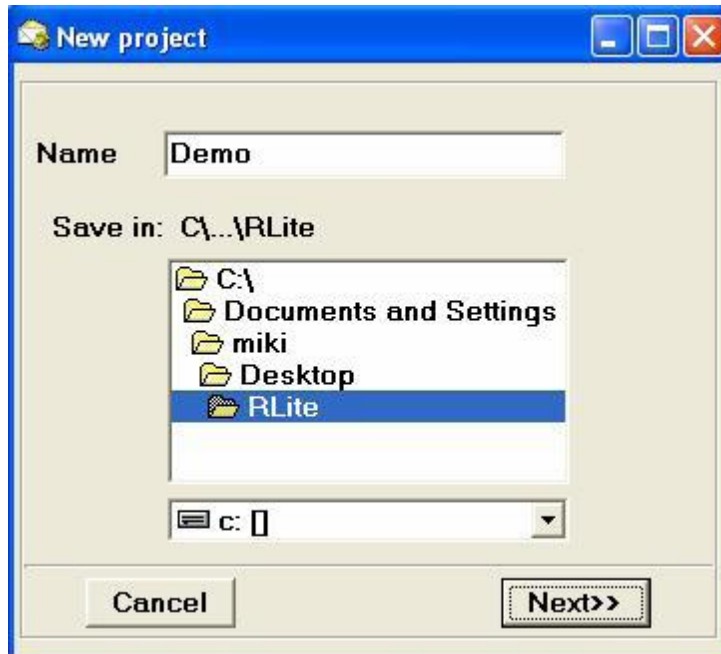 New project
Name Demo
Save in: C\...\RLite
C:\
Documents and Settings
miki
Desktop
RLite
c: []
Cancel Next>>